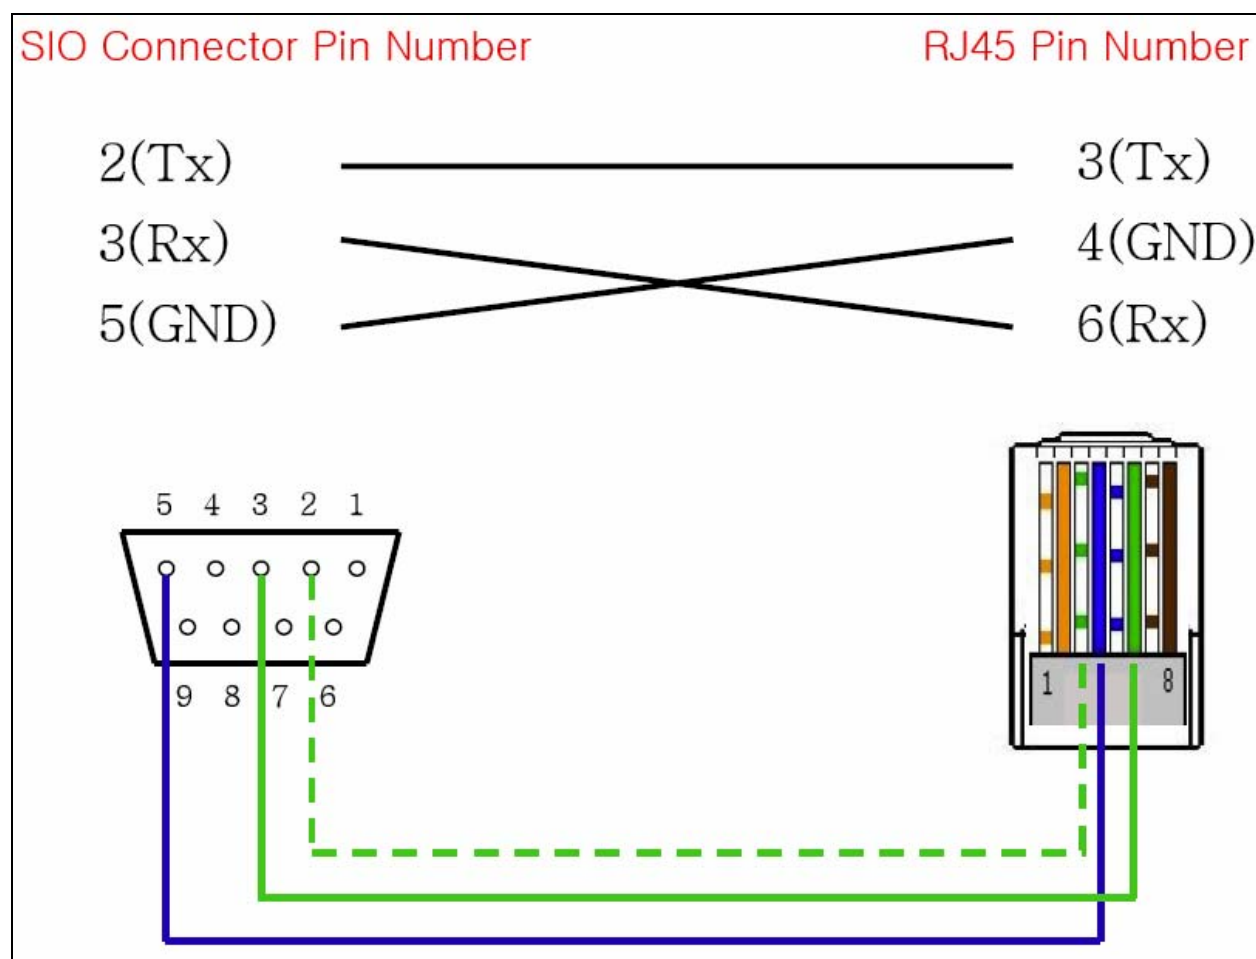 SIO Connector Pin Number RJ45 Pin Number
2(Tx) 3(Tx)
3(Rx) 4(GND)
5(GND) 6(Rx)
5 4 3 2 1
9 8 7 6
1 8